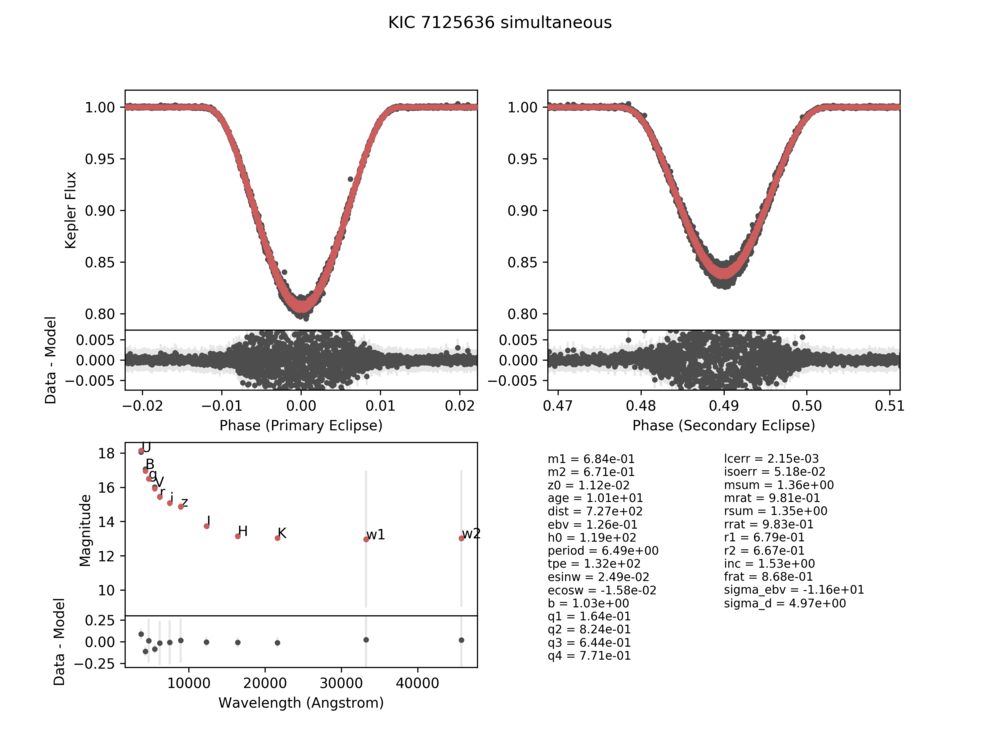 KIC 7125636 simultaneous
1.00
0.95
0.90
0.85
0.80
Kepler Flux
0.005
0.000
−0.005
Data - Model
−0.02 −0.01 0.00 0.01 0.02
Phase (Primary Eclipse)
1.00
0.95
0.90
0.85
0.80
0.005
0.000
−0.005
0.47 0.48 0.49 0.50 0.51
Phase (Secondary Eclipse)
18
16
14
12
10
Magnitude
U
B
g
V
r
i
z
J
H
K
w1
w2
0.25
0.00
−0.25
Data - Model
10000 20000 30000 40000
Wavelength (Angstrom)
m1 = 6.84e-01
m2 = 6.71e-01
z0 = 1.12e-02
age = 1.01e+01
dist = 7.27e+02
ebv = 1.26e-01
h0 = 1.19e+02
period = 6.49e+00
tpe = 1.32e+02
esinw = 2.49e-02
ecosw = -1.58e-02
b = 1.03e+00
q1 = 1.64e-01
q2 = 8.24e-01
q3 = 6.44e-01
q4 = 7.71e-01
lcerr = 2.15e-03
isoerr = 5.18e-02
msum = 1.36e+00
mrat = 9.81e-01
rsum = 1.35e+00
rrat = 9.83e-01
r1 = 6.79e-01
r2 = 6.67e-01
inc = 1.53e+00
frat = 8.68e-01
sigma_ebv = -1.16e+01
sigma_d = 4.97e+00